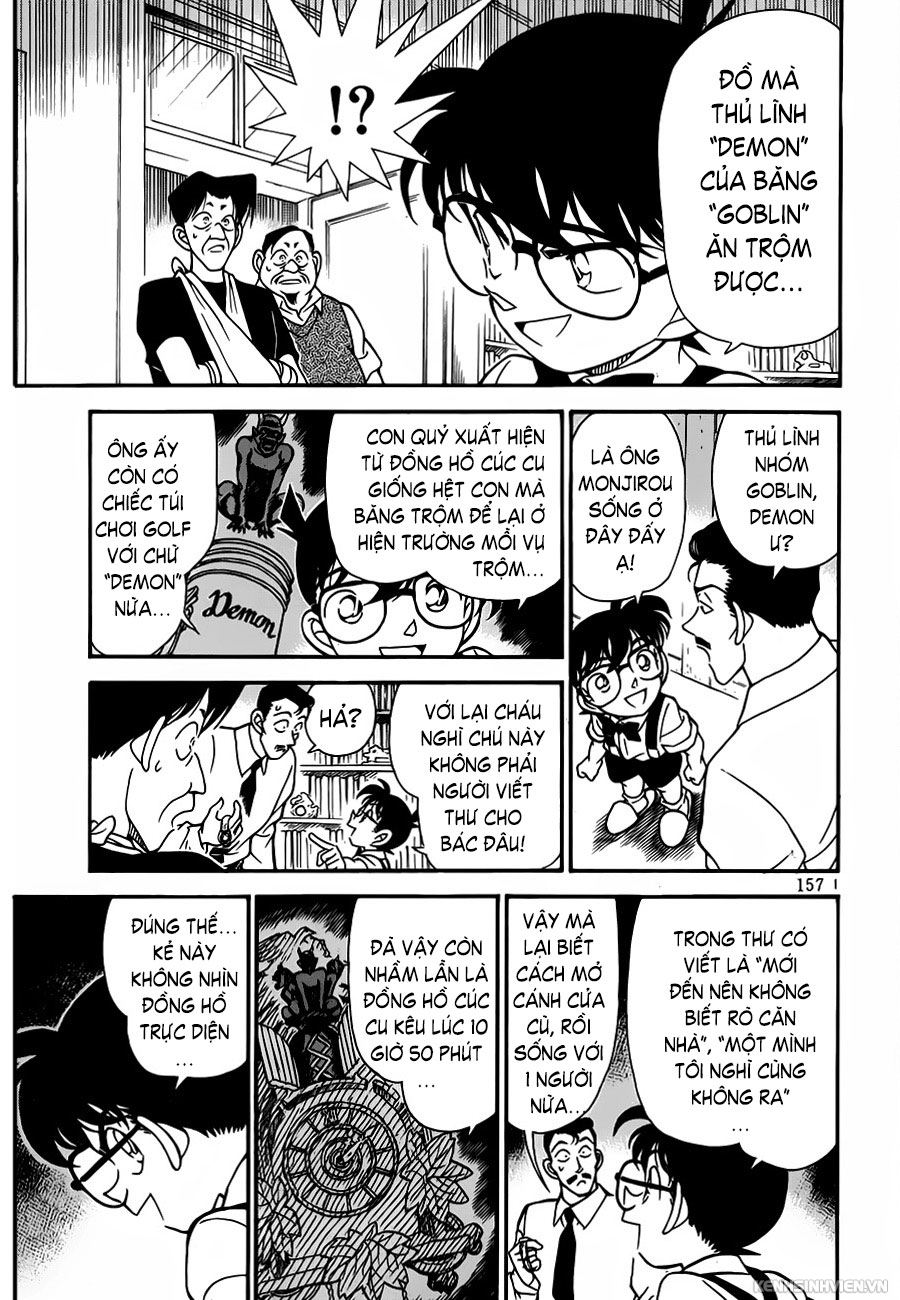 ĐỒ MÀ
THỦ LĨNH
"DEMON"
CỦA BĂNG
"GOBLIN"
ĂN TRỘM
ĐƯỢC...
!?
THỦ LĨNH
NHÓM
GOBLIN,
DEMON
Ư?
LÀ ÔNG
MONJIROU
SỐNG Ở
ĐÂY ĐẤY
Ạ!
CON QUỶ XUẤT HIỆN
TỪ ĐỒNG HỒ CÚC CU
GIỐNG HỆT CON MÀ
BĂNG TRỘM ĐỂ LẠI Ở
HIỆN TRƯỜNG MỖI VỤ
TRỘM...
ÔNG ẤY
CÒN CÓ
CHIẾC TÚI
CHƠI GOLF
VỚI CHỮ
"DEMON"
NỮA...
Demon
VỚI LẠI CHÁU
NGHĨ CHÚ NÀY
KHÔNG PHẢI
NGƯỜI VIẾT
THƯ CHO
BÁC ĐÂU!
HẢ?
157
TRONG THƯ CÓ
VIẾT LÀ "MỚI
ĐẾN NÊN KHÔNG
BIẾT RÕ CĂN
NHÀ", "MỘT MÌNH
TÔI NGHĨ CŨNG
KHÔNG RA"
VẬY MÀ
LẠI BIẾT
CÁCH MỞ
CÁNH CỬA
CŨ, RỒI
SỐNG VỚI
1 NGƯỜI
NỮA...
ĐÃ VẬY CÒN
NHẦM LẪN LÀ
ĐỒNG HỒ CÚC
CU KÊU LÚC 10
GIỜ 50 PHÚT
...
ĐÚNG THẾ...
KẺ NÀY
KHÔNG NHÌN
ĐỒNG HỒ
TRỰC DIỆN
...
KENHSINHVIEN.VN